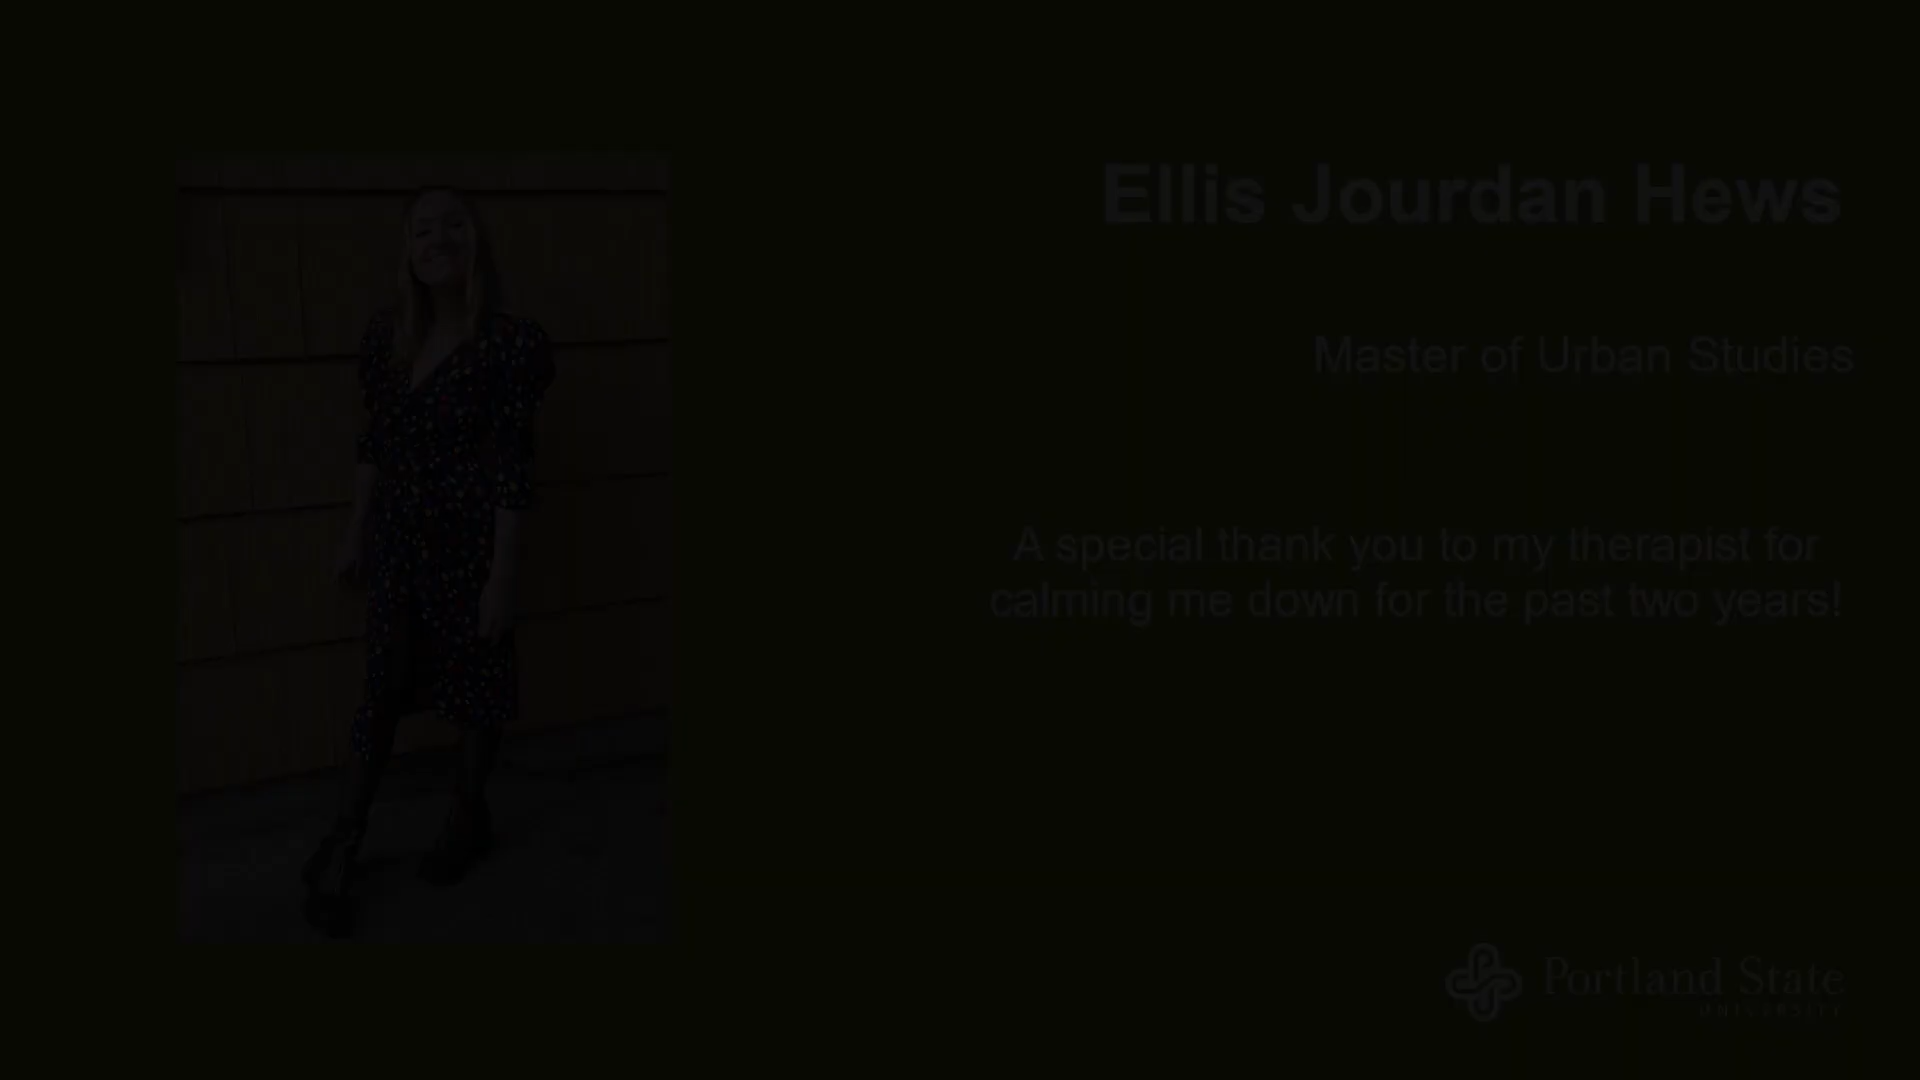 Ellis Jourdan Hews
Master of Urban Studies
A special thank you to my therapist for
calming me down for the past two years!
Portland State
UNIVERSITY